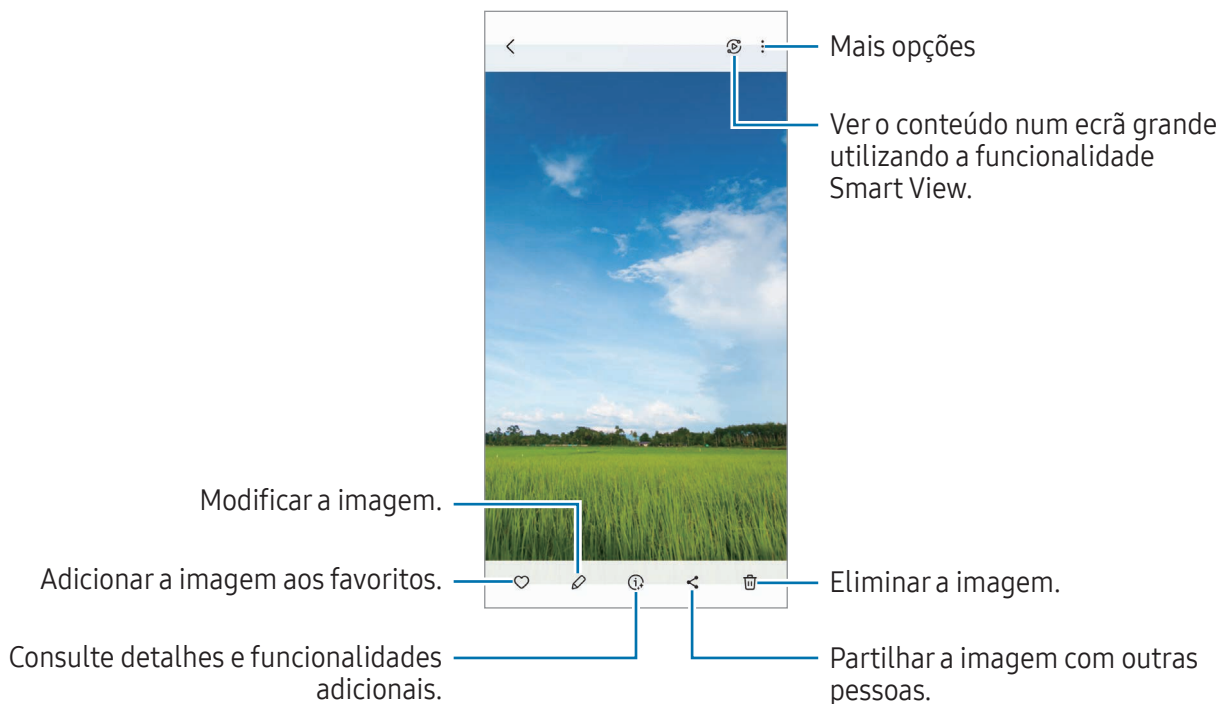 Mais opções
Ver o conteúdo num ecrã grande
utilizando a funcionalidade
Smart View.
Modificar a imagem.
Adicionar a imagem aos favoritos.
Eliminar a imagem.
Consulte detalhes e funcionalidades
adicionais.
Partilhar a imagem com outras
pessoas.